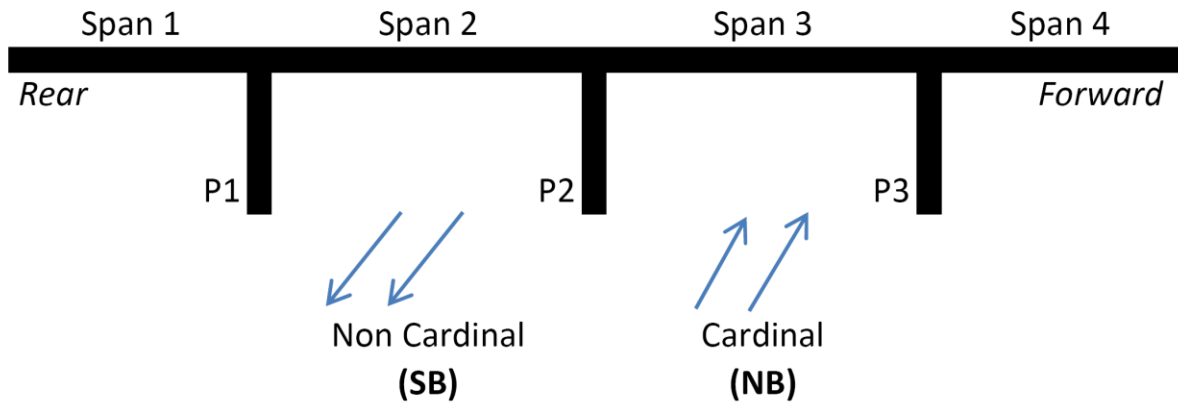 Span 1 Span 2 Span 3 Span 4
Rear Forward
P1 P2 P3
Non Cardinal Cardinal
(SB) (NB)